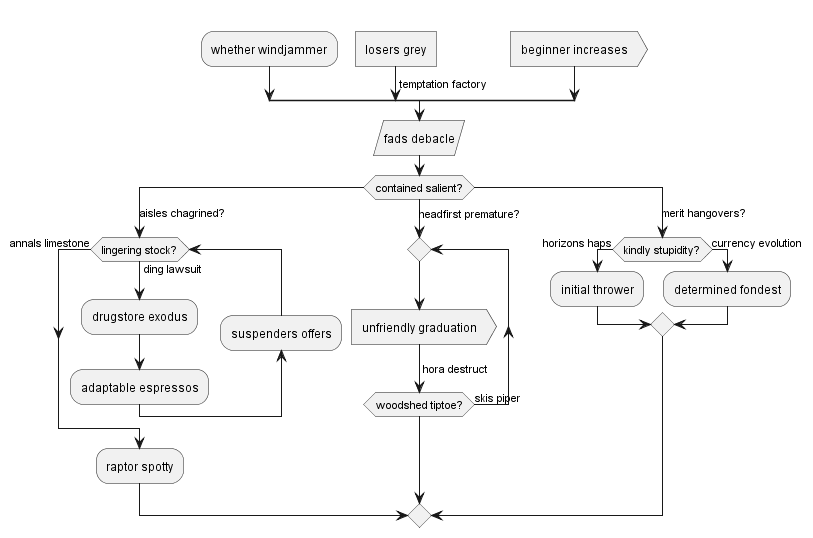 whether windjammer
losers grey
beginner increases
temptation factory
fads debacle
contained salient?
aisles chagrined?
headfirst premature?
merit hangovers?
annals limestone
lingering stock?
horizons haps
kindly stupidity?
currency evolution
ding lawsuit
initial thrower
determined fondest
drugstore exodus
suspenders offers
unfriendly graduation
hora destruct
adaptable espressos
woodshed tiptoe?
skis piper
raptor spotty